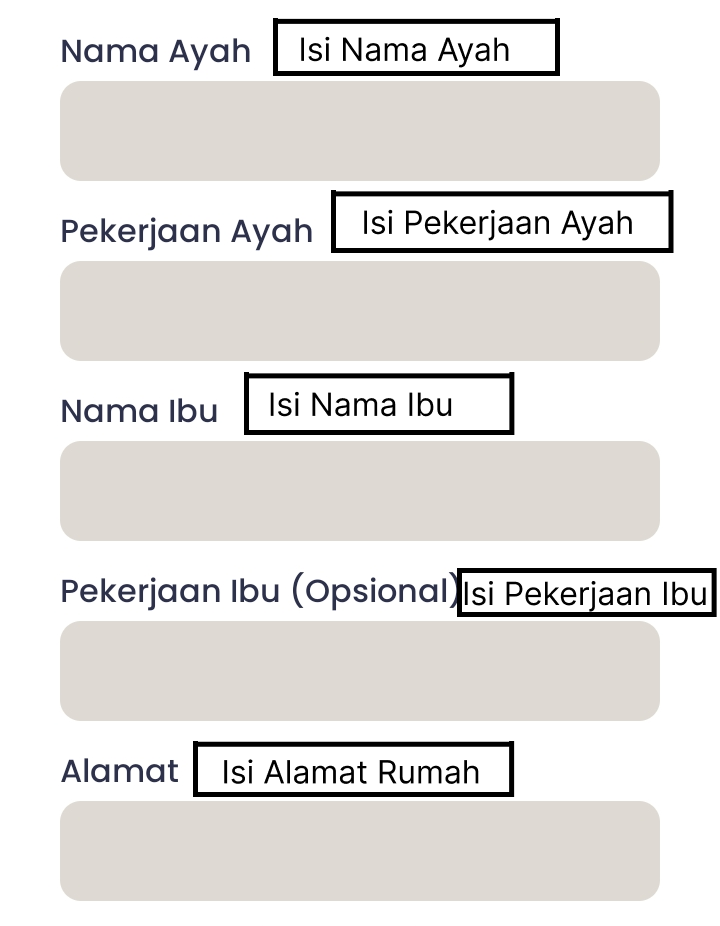 Nama Ayah Isi Nama Ayah
Pekerjaan Ayah Isi Pekerjaan Ayah
Nama Ibu Isi Nama Ibu
Pekerjaan Ibu (Opsional) Isi Pekerjaan Ibu
Alamat Isi Alamat Rumah